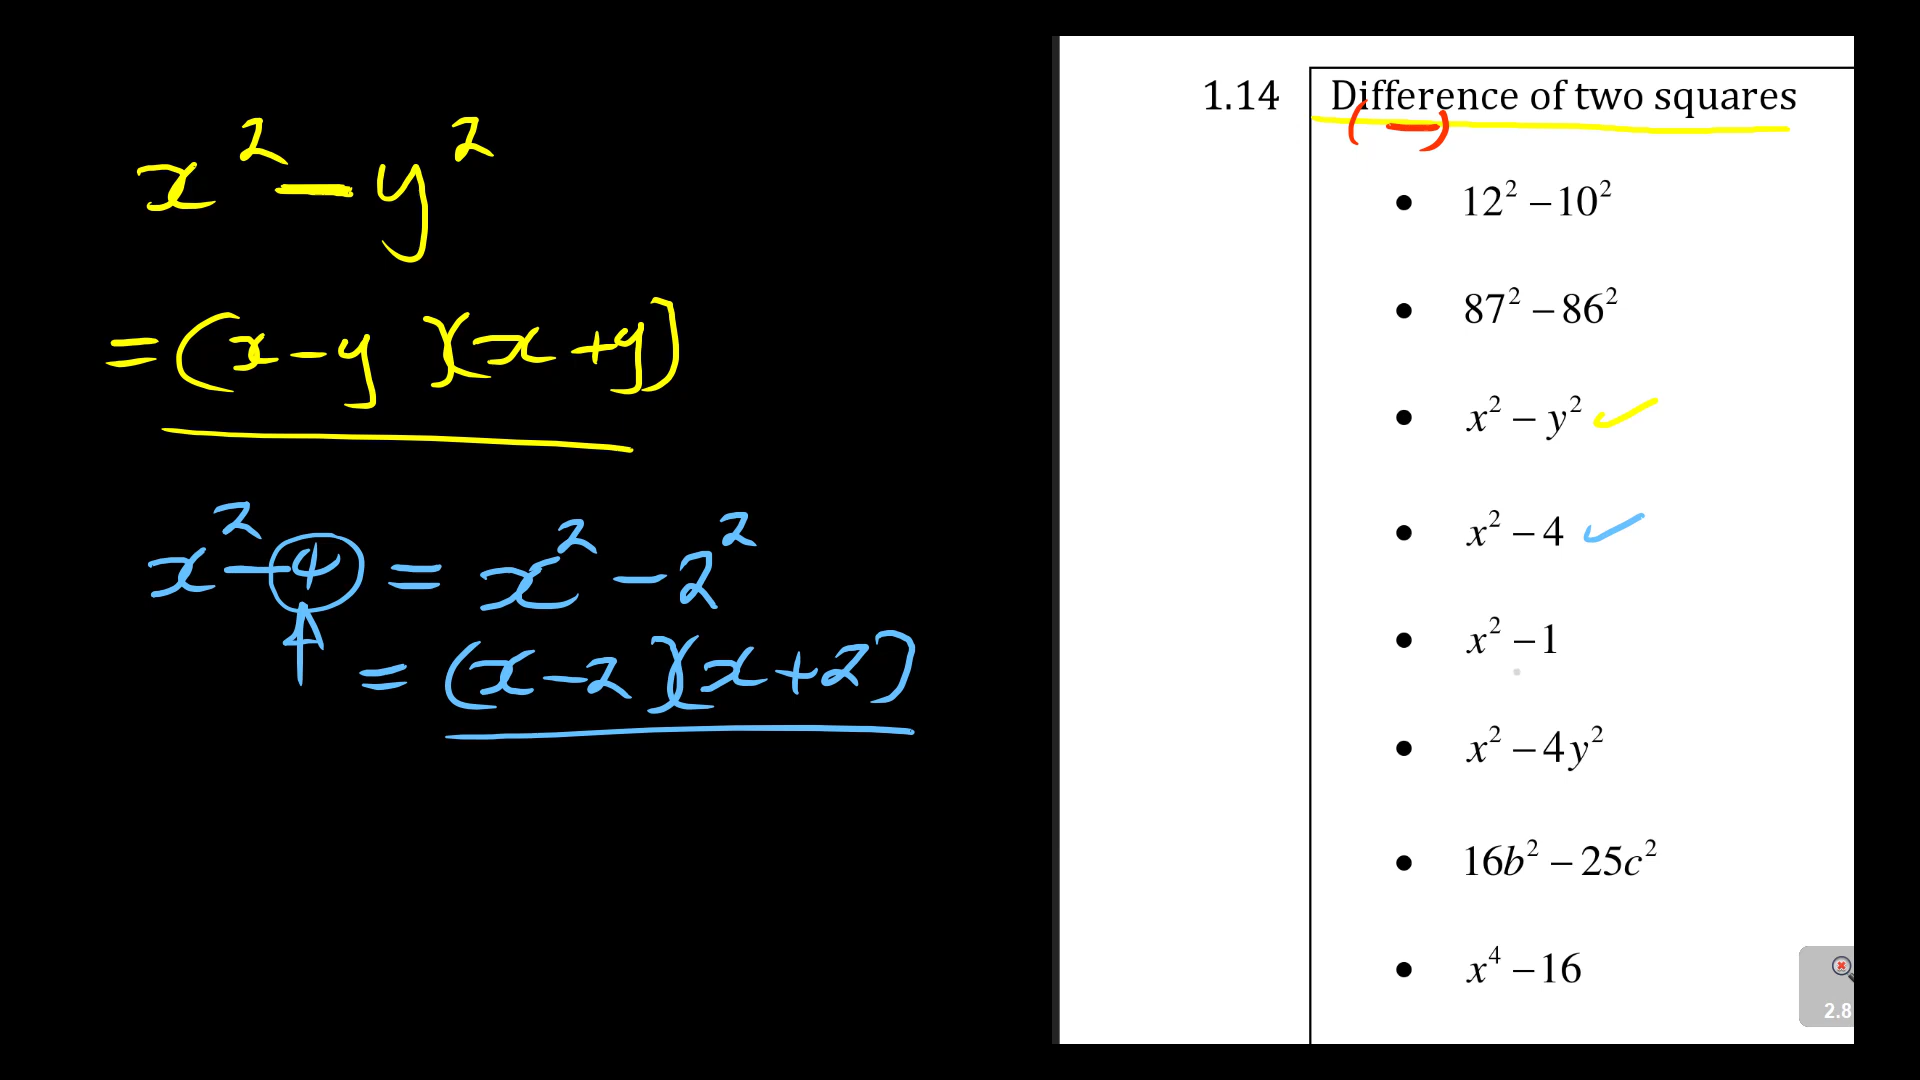 x² – y²
= (x – y)(x + y)
x² – 4 = x² – 2²
= (x – 2)(x + 2)
1.14 Difference of two squares
( – )
• 12² – 10²
• 87² – 86²
• x² – y² ✓
• x² – 4 ✓
• x² – 1
• x² – 4y²
• 16b² – 25c²
• x⁴ – 16
2.8